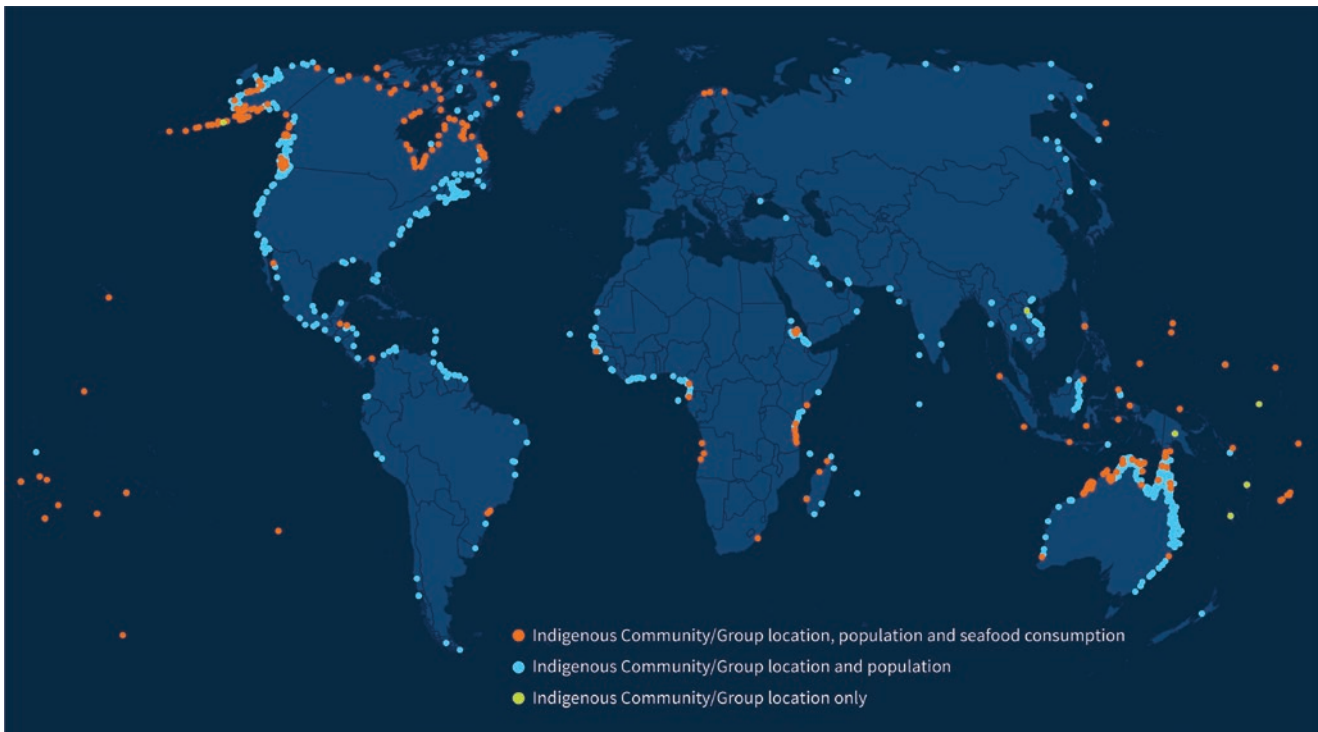 Indigenous Community/Group location, population and seafood consumption
Indigenous Community/Group location and population
Indigenous Community/Group location only